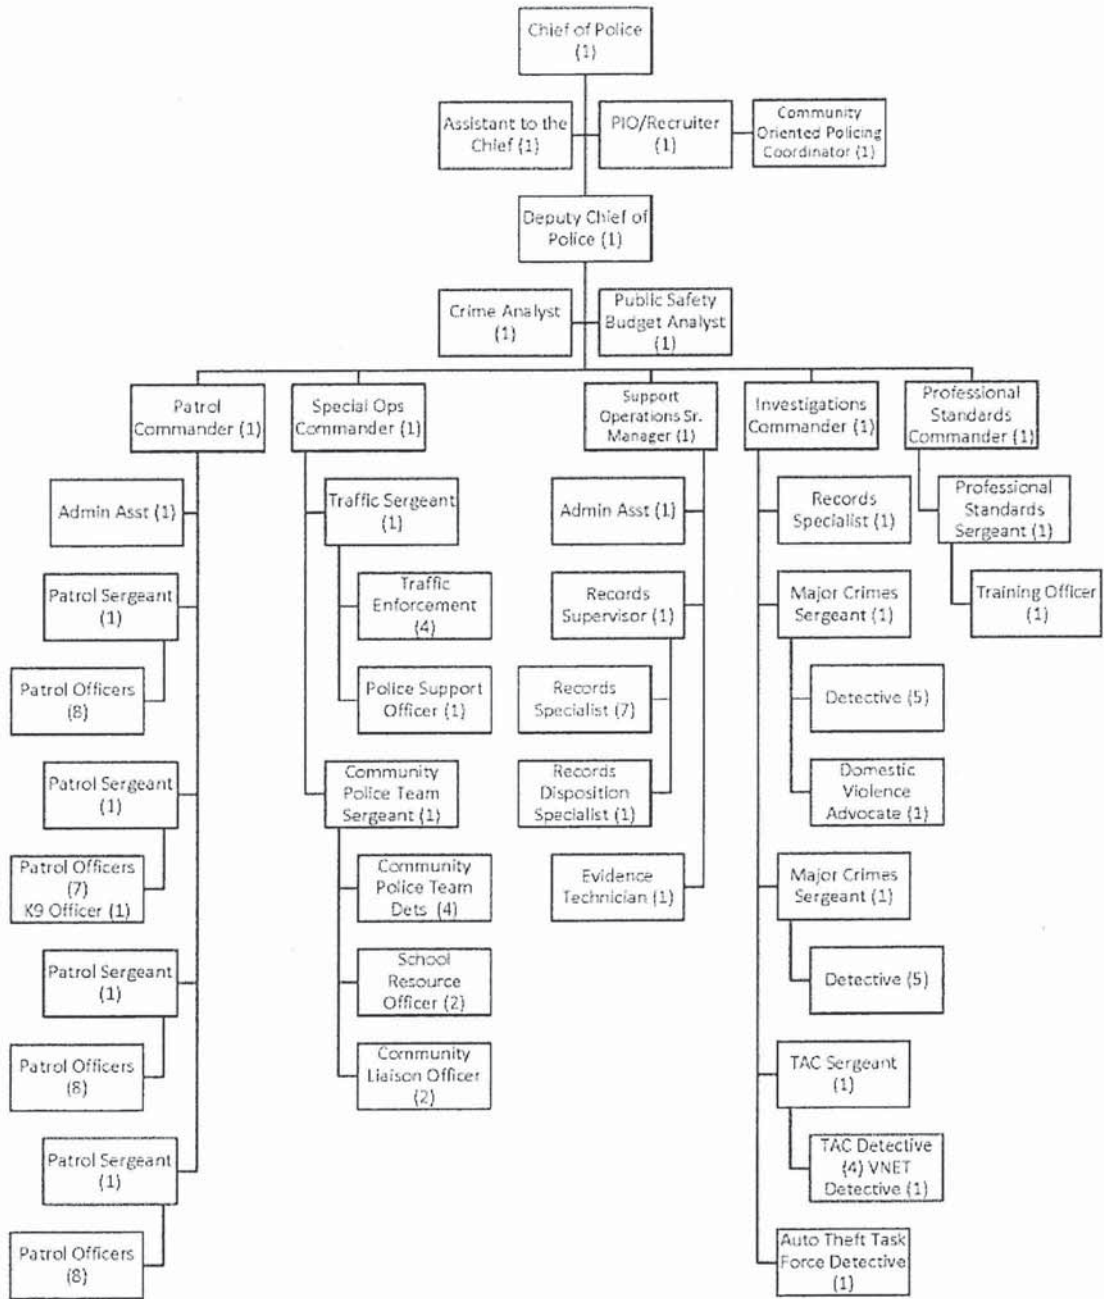 Chief of Police
(1)
Assistant to the
Chief (1)
PIO/Recruiter
(1)
Community
Oriented Policing
Coordinator (1)
Deputy Chief of
Police (1)
Crime Analyst
(1)
Public Safety
Budget Analyst
(1)
Patrol
Commander (1)
Admin Asst (1)
Patrol Sergeant
(1)
Patrol Officers
(8)
Patrol Sergeant
(1)
Patrol Officers
(7)
K9 Officer (1)
Patrol Sergeant
(1)
Patrol Officers
(8)
Patrol Sergeant
(1)
Patrol Officers
(8)
Special Ops
Commander (1)
Traffic Sergeant
(1)
Traffic
Enforcement
(4)
Police Support
Officer (1)
Community
Police Team
Sergeant (1)
Community
Police Team
Dets (4)
School
Resource
Officer (2)
Community
Liaison Officer
(2)
Support
Operations Sr.
Manager (1)
Admin Asst (1)
Records
Supervisor (1)
Records
Specialist (7)
Records
Disposition
Specialist (1)
Evidence
Technician (1)
Investigations
Commander (1)
Records
Specialist (1)
Major Crimes
Sergeant (1)
Detective (5)
Domestic
Violence
Advocate (1)
Major Crimes
Sergeant (1)
Detective (5)
TAC Sergeant
(1)
TAC Detective
(4) VNET
Detective (1)
Auto Theft Task
Force Detective
(1)
Professional
Standards
Commander (1)
Professional
Standards
Sergeant (1)
Training Officer
(1)